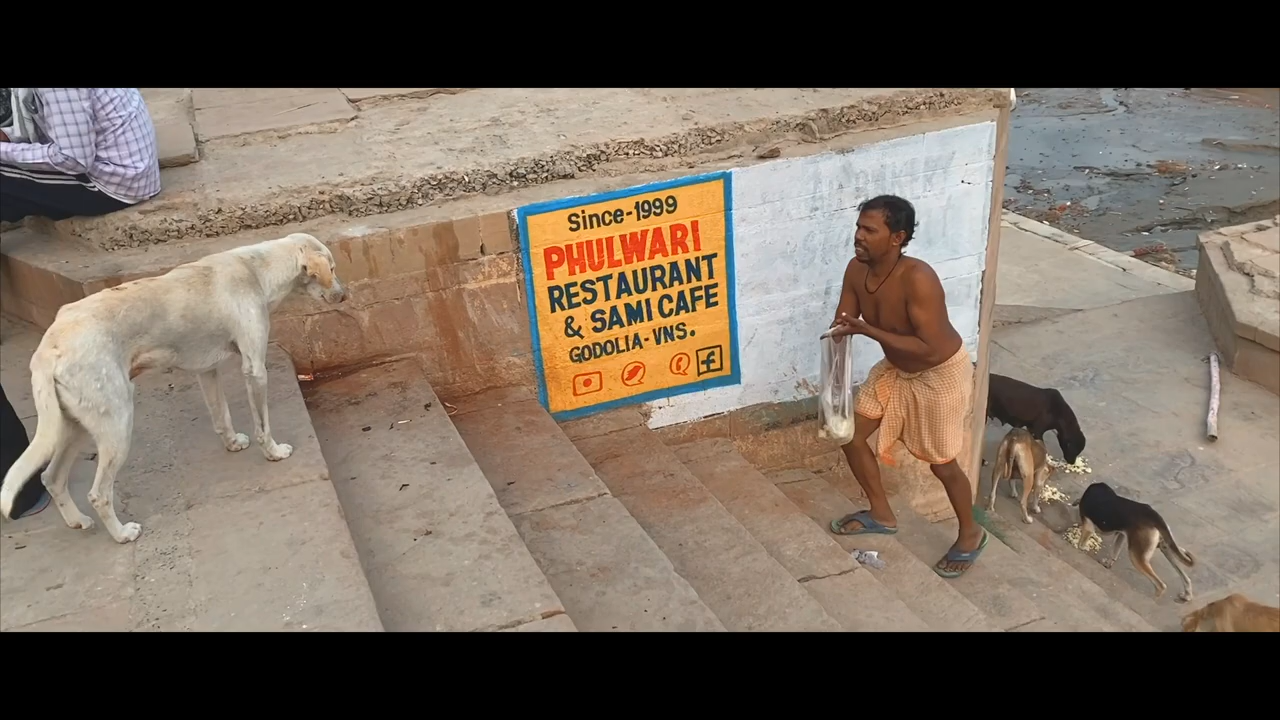 Since-1999
PHULWARI
RESTAURANT
& SAMI CAFE
GODOLIA-VNS.
f